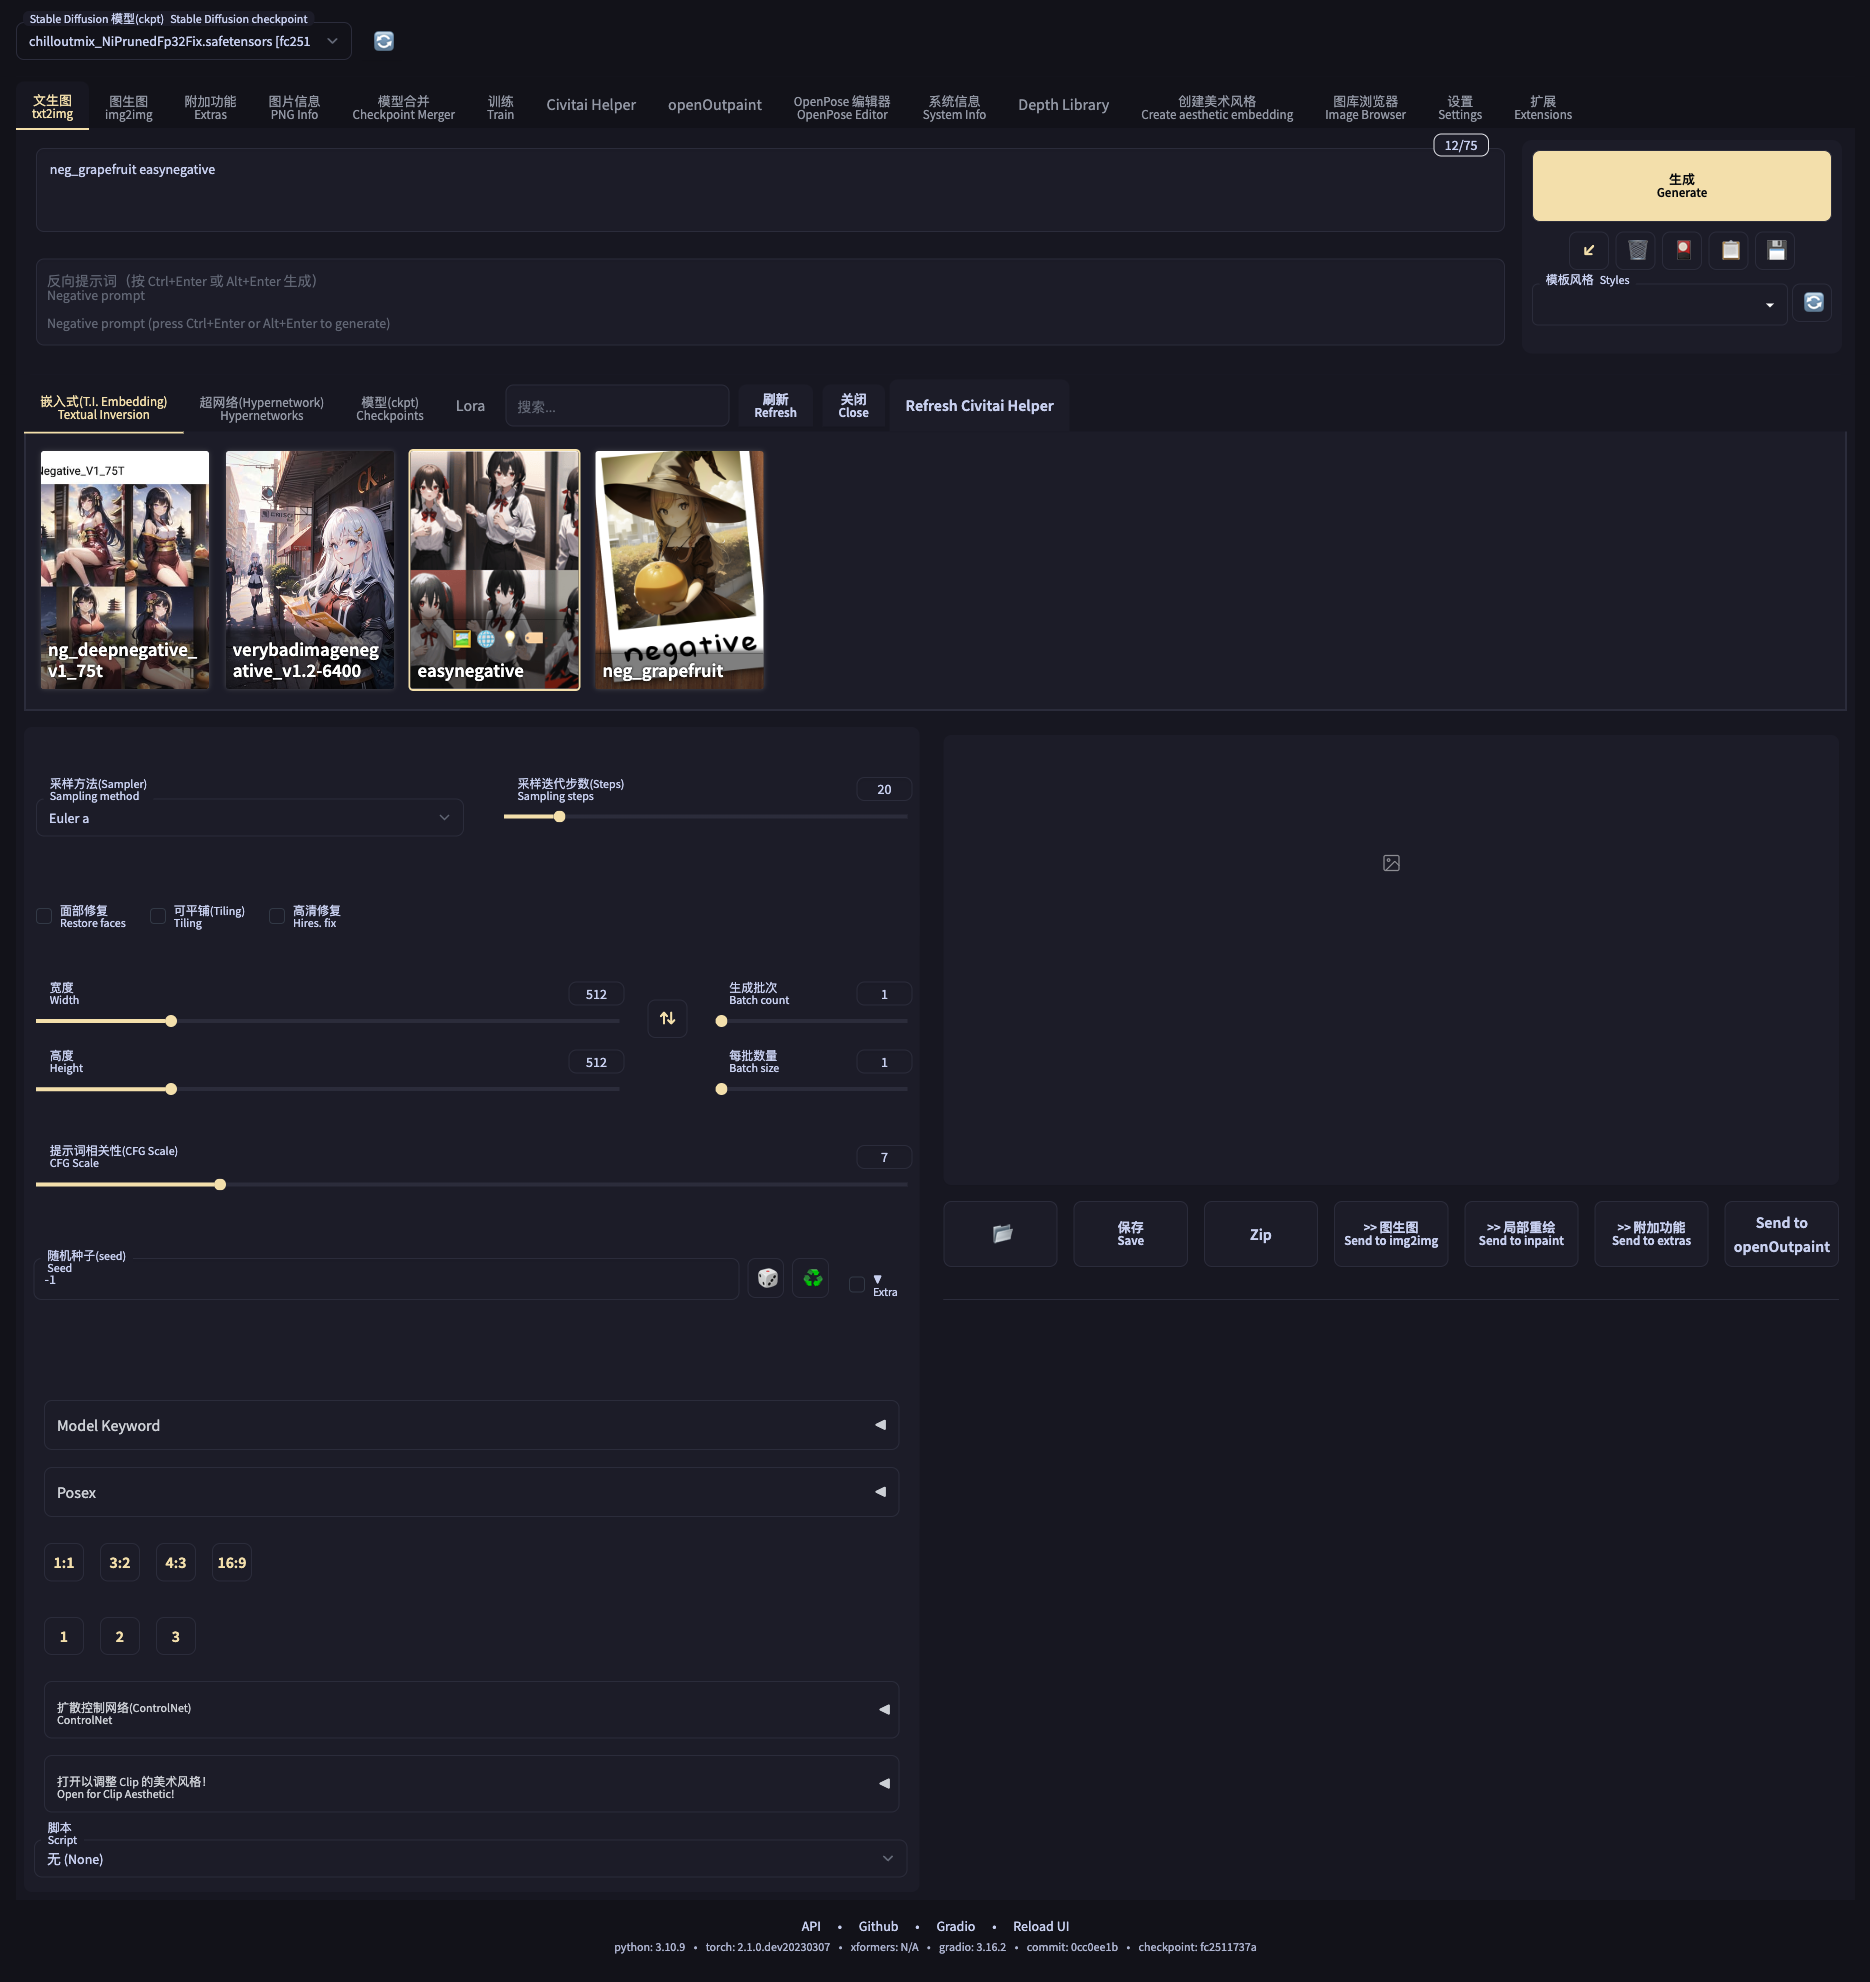 Stable Diffusion 模型(ckpt) Stable Diffusion checkpoint
chilloutmix_NiPrunedFp32Fix.safetensors [fc251
文生图
txt2img
图生图
img2img
附加功能
Extras
图片信息
PNG Info
模型合并
Checkpoint Merger
训练
Train
Civitai Helper
openOutpaint
OpenPose 编辑器
OpenPose Editor
系统信息
System Info
Depth Library
创建美术风格
Create aesthetic embedding
图库浏览器
Image Browser
设置
Settings
扩展
Extensions
12/75
neg_grapefruit easynegative
生成
Generate
反向提示词（按 Ctrl+Enter 或 Alt+Enter 生成）
Negative prompt
Negative prompt (press Ctrl+Enter or Alt+Enter to generate)
模板风格 Styles
嵌入式(T.I. Embedding)
Textual Inversion
超网络(Hypernetwork)
Hypernetworks
模型(ckpt)
Checkpoints
Lora
搜索...
刷新
Refresh
关闭
Close
Refresh Civitai Helper
Negative_V1_75T
ng_deepnegative_
v1_75t
verybadimageneg
ative_v1.2-6400
easynegative
negative
neg_grapefruit
采样方法(Sampler)
Sampling method
Euler a
采样迭代步数(Steps)
Sampling steps
20
面部修复
Restore faces
可平铺(Tiling)
Tiling
高清修复
Hires. fix
宽度
Width
512
生成批次
Batch count
1
高度
Height
512
每批数量
Batch size
1
提示词相关性(CFG Scale)
CFG Scale
7
随机种子(seed)
Seed
-1
▼
Extra
>> 图生图
Send to img2img
>> 局部重绘
Send to inpaint
>> 附加功能
Send to extras
保存
Save
Zip
Send to
openOutpaint
Model Keyword
Posex
1:1
3:2
4:3
16:9
1
2
3
扩散控制网络(ControlNet)
ControlNet
打开以调整 Clip 的美术风格！
Open for Clip Aesthetic!
脚本
Script
无 (None)
API • Github • Gradio • Reload UI
python: 3.10.9 • torch: 2.1.0.dev20230307 • xformers: N/A • gradio: 3.16.2 • commit: 0cc0ee1b • checkpoint: fc2511737a